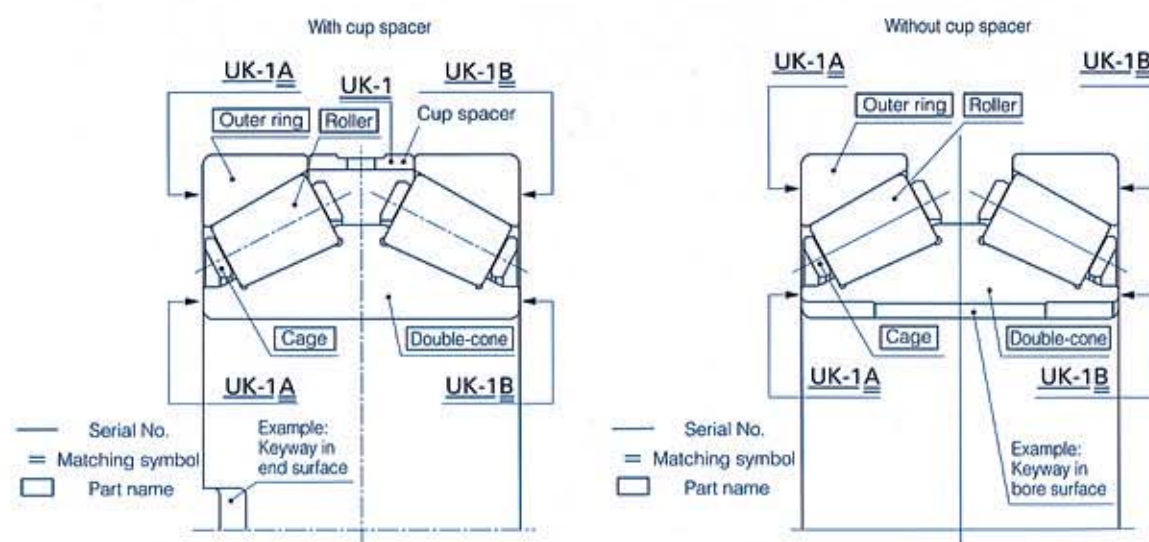 With cup spacer
UK-1A
UK-1
UK-1B
Outer ring
Roller
Cup spacer
Cage
Double-cone
UK-1A
UK-1B
Serial No.
Matching symbol
Part name
Example:
Keyway in
end surface
Without cup spacer
UK-1A
UK-1B
Outer ring
Roller
Cage
Double-cone
UK-1A
UK-1B
Serial No.
Matching symbol
Part name
Example:
Keyway in
bore surface